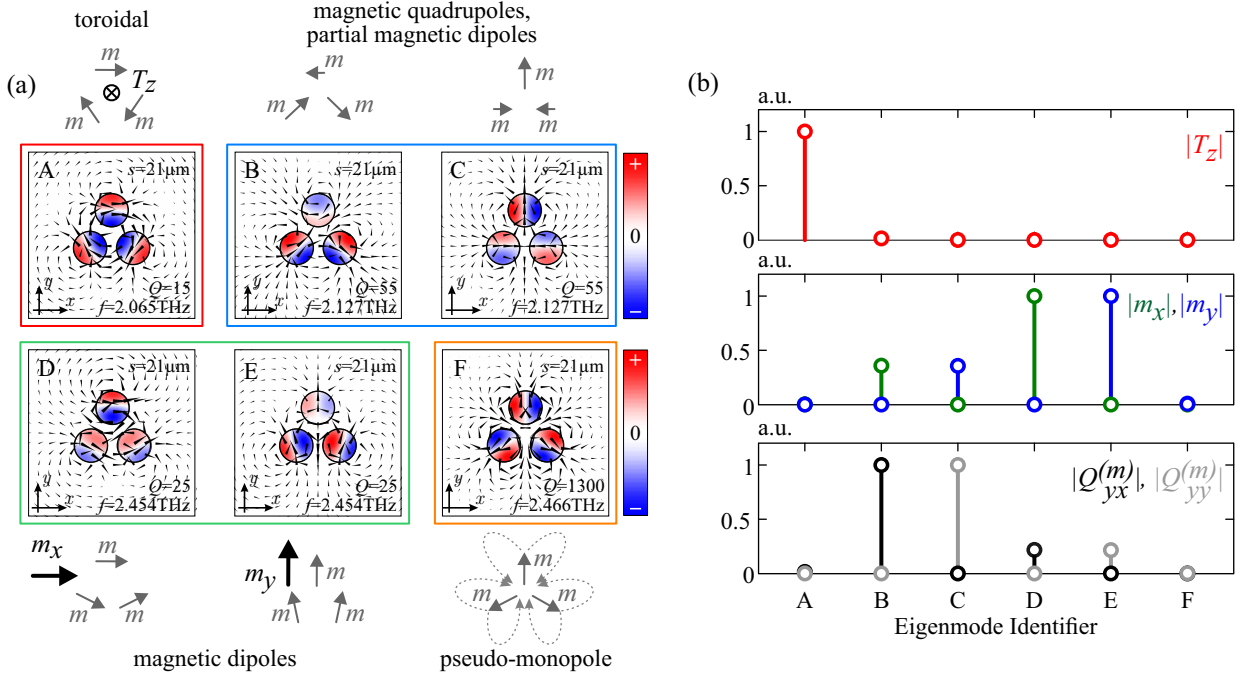 toroidal
magnetic quadrupoles,
partial magnetic dipoles
(a)
m
T_z
m
m
m
m
m
m
m
m
A
s=21μm
y
x
Q=15
f=2.065THz
B
s=21μm
y
x
Q=55
f=2.127THz
C
s=21μm
y
x
Q=55
f=2.127THz
+
0
−
D
s=21μm
y
x
Q=25
f=2.454THz
E
s=21μm
y
x
Q=25
f=2.454THz
F
s=21μm
y
x
Q=1300
f=2.466THz
+
0
−
m_x
m
m
m
m_y
m
m
m
m
m
m
magnetic dipoles
pseudo-monopole
(b)
a.u.
1
0.5
0
|T_z|
a.u.
1
0.5
0
|m_x|,|m_y|
a.u.
1
0.5
0
|Q_yx^(m)|, |Q_yy^(m)|
A B C D E F
Eigenmode Identifier